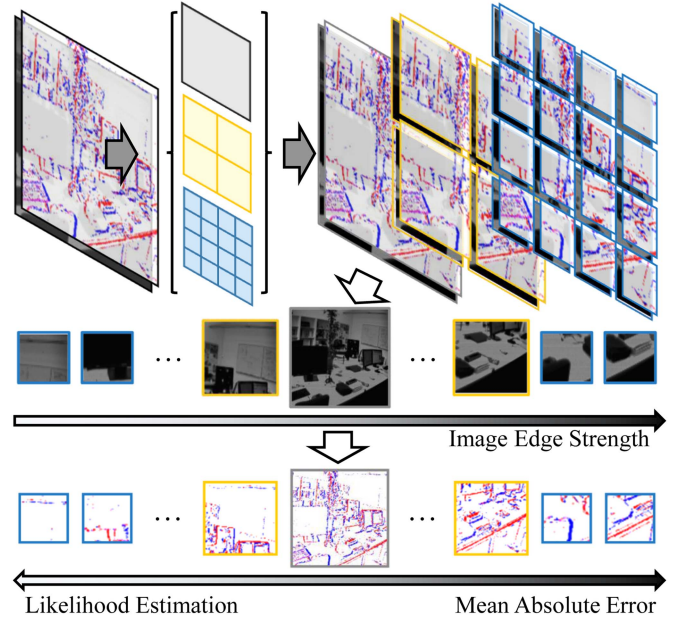 ...
...
Image Edge Strength
...
...
Likelihood Estimation
Mean Absolute Error